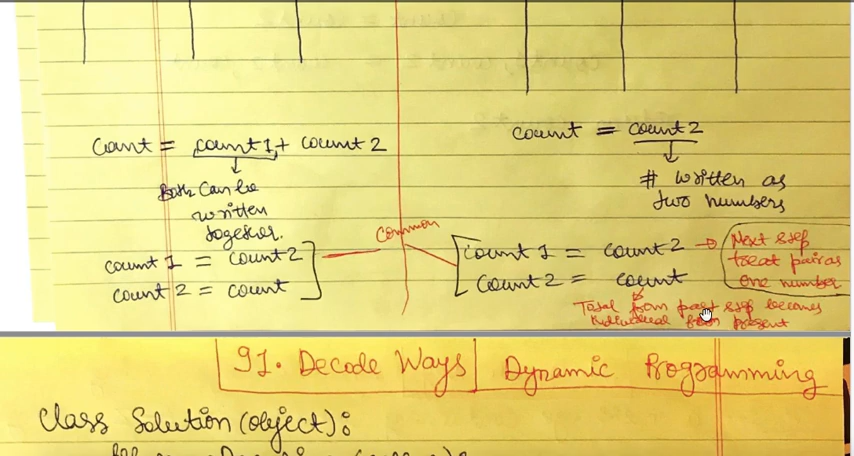 Count = count 1 + count 2
Both Can be
written
together.
count 1 = count 2
count 2 = count
Common
count = count 2
# written as
two numbers
count 1 = count 2
count 2 = count
Next step
treat pair as
one number
Total from past step becomes
individual from present
91. Decode Ways Dynamic Programming
Class Solution (object):